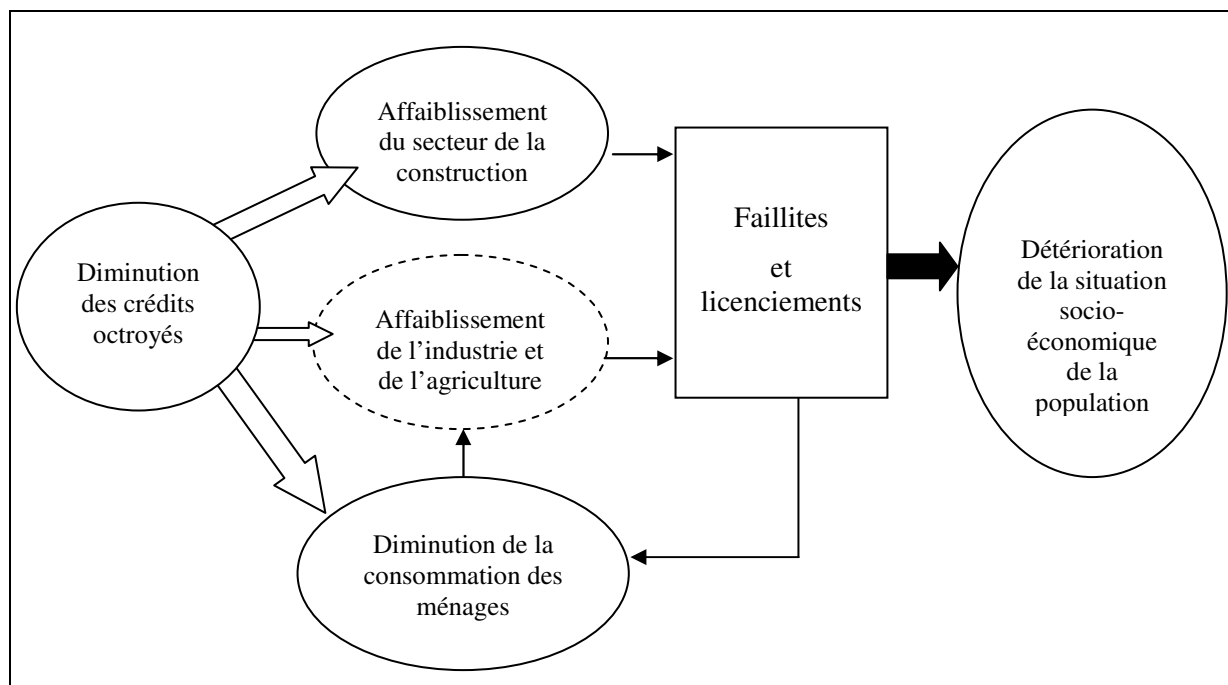 Affaiblissement
du secteur de la
construction
Faillites
et
licenciements
Détérioration
de la situation
socio-
économique
de la
population
Diminution
des crédits
octroyés
Affaiblissement
de l'industrie et
de l'agriculture
Diminution de la
consommation des
ménages